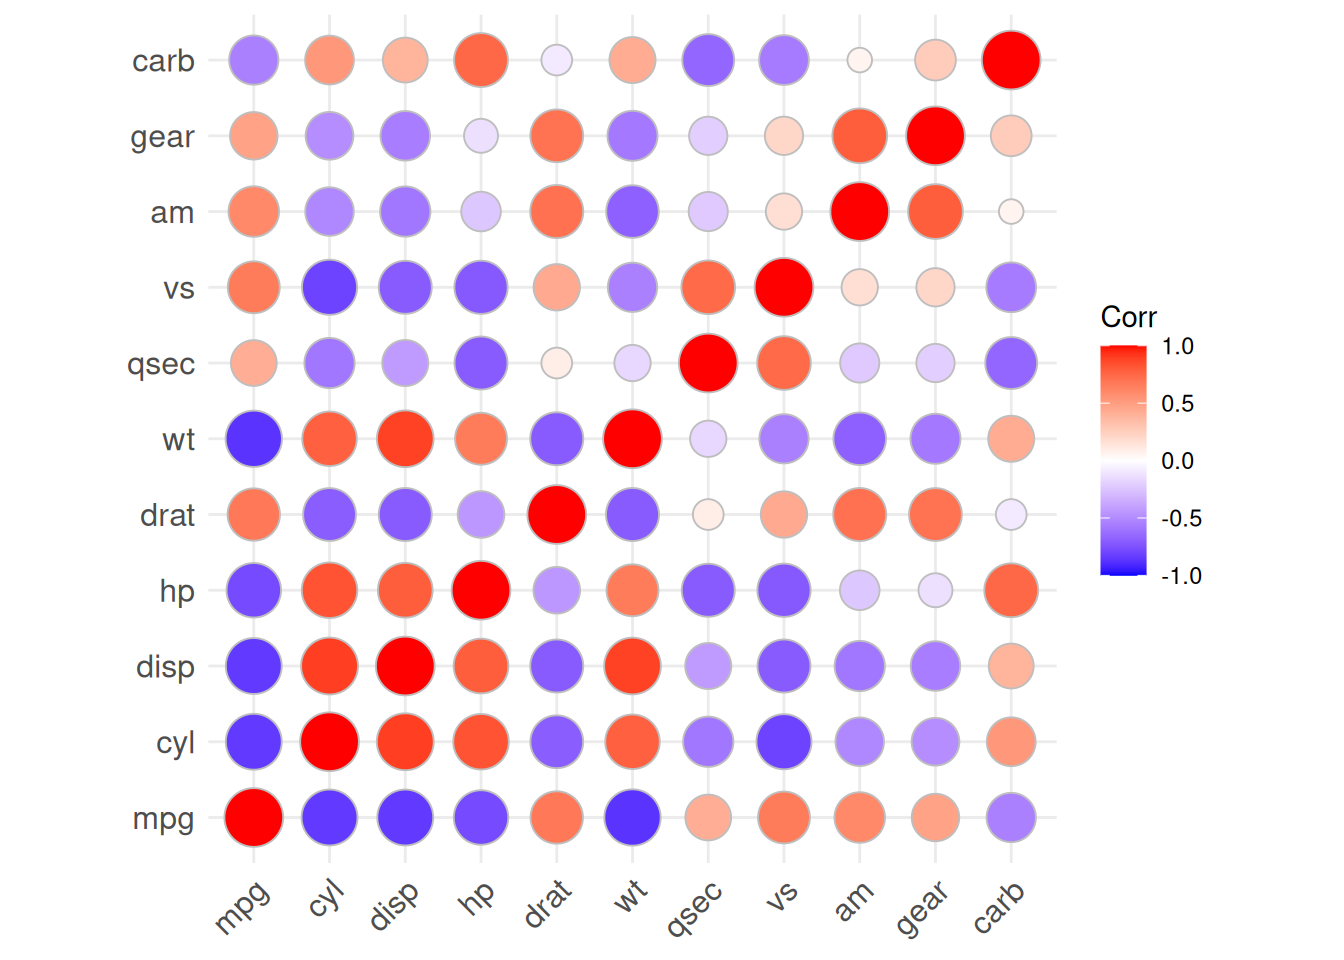 carb
gear
am
vs
qsec
wt
drat
hp
disp
cyl
mpg
mpg cyl disp hp drat wt qsec vs am gear carb
Corr
1.0
0.5
0.0
-0.5
-1.0